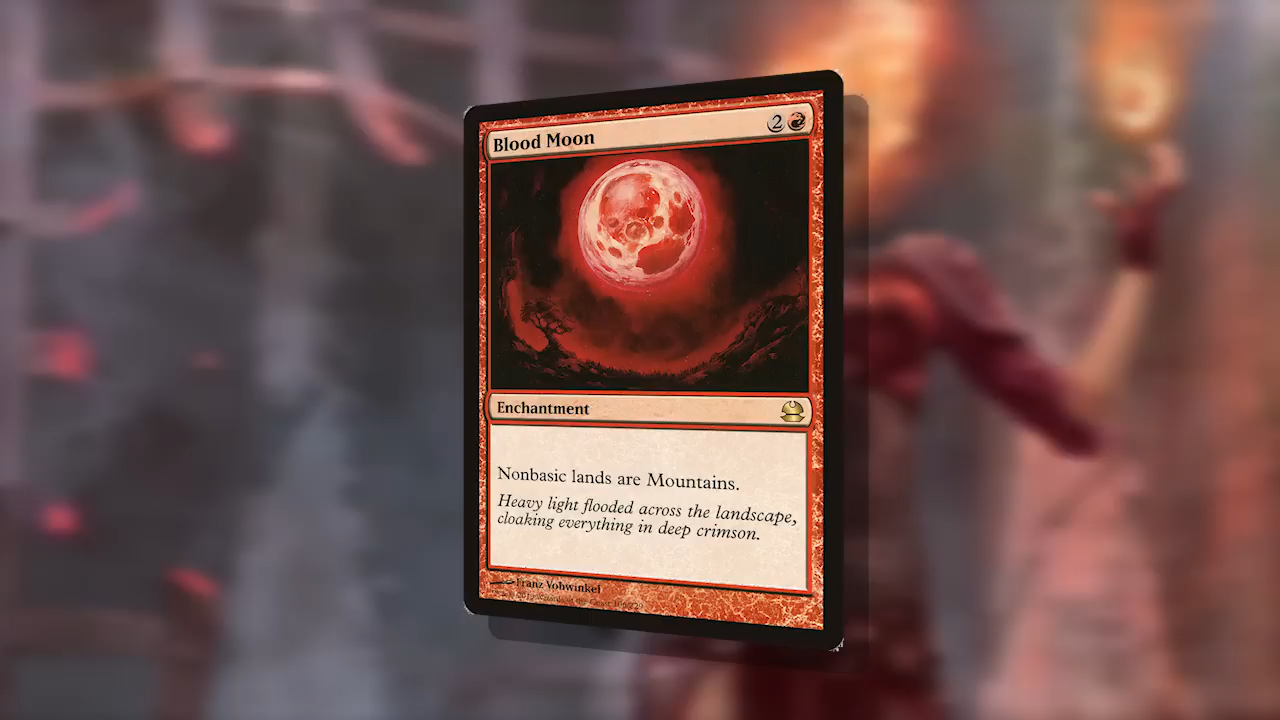 Blood Moon
2
Enchantment
Nonbasic lands are Mountains.
Heavy light flooded across the landscape,
cloaking everything in deep crimson.
Franz Vohwinkel